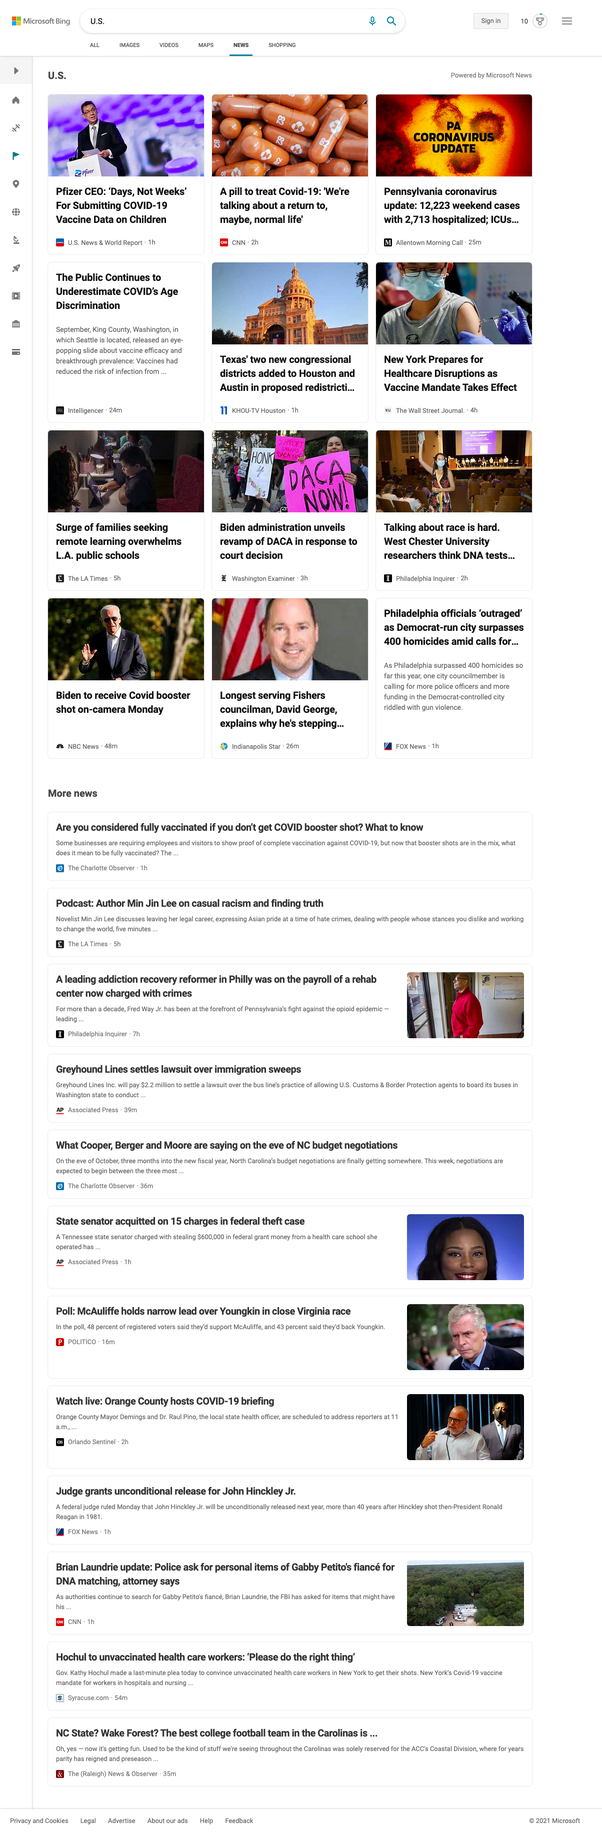 Microsoft Bing
U.S.
Sign in
10
ALL
IMAGES
VIDEOS
MAPS
NEWS
SHOPPING
U.S.
Powered by Microsoft News
Pfizer
PA
CORONAVIRUS
UPDATE
Pfizer CEO: ‘Days, Not Weeks’
For Submitting COVID-19
Vaccine Data on Children
U.S. News & World Report · 1h
A pill to treat Covid-19: 'We're
talking about a return to,
maybe, normal life'
CNN · 2h
Pennsylvania coronavirus
update: 12,223 weekend cases
with 2,713 hospitalized; ICUs...
Allentown Morning Call · 25m
The Public Continues to
Underestimate COVID’s Age
Discrimination
September, King County, Washington, in
which Seattle is located, released an eye-
popping slide about vaccine efficacy and
breakthrough prevalence: Vaccines had
reduced the risk of infection from ...
Intelligencer · 24m
Texas' two new congressional
districts added to Houston and
Austin in proposed redistricti...
KHOU-TV Houston · 1h
New York Prepares for
Healthcare Disruptions as
Vaccine Mandate Takes Effect
The Wall Street Journal. · 4h
HONK
DACA
NOW!
Surge of families seeking
remote learning overwhelms
L.A. public schools
The LA Times · 5h
Biden administration unveils
revamp of DACA in response to
court decision
Washington Examiner · 3h
Talking about race is hard.
West Chester University
researchers think DNA tests...
Philadelphia Inquirer · 2h
Biden to receive Covid booster
shot on-camera Monday
NBC News · 48m
Longest serving Fishers
councilman, David George,
explains why he's stepping...
Indianapolis Star · 26m
Philadelphia officials ‘outraged’
as Democrat-run city surpasses
400 homicides amid calls for...
As Philadelphia surpassed 400 homicides so
far this year, one city councilmember is
calling for more police officers and more
funding in the Democrat-controlled city
riddled with gun violence.
FOX News · 1h
More news
Are you considered fully vaccinated if you don’t get COVID booster shot? What to know
Some businesses are requiring employees and visitors to show proof of complete vaccination against COVID-19, but now that booster shots are in the mix, what
does it mean to be fully vaccinated? The ...
The Charlotte Observer · 1h
Podcast: Author Min Jin Lee on casual racism and finding truth
Novelist Min Jin Lee discusses leaving her legal career, expressing Asian pride at a time of hate crimes, dealing with people whose stances you dislike and working
to change the world, five minutes ...
The LA Times · 5h
A leading addiction recovery reformer in Philly was on the payroll of a rehab
center now charged with crimes
For more than a decade, Fred Way Jr. has been at the forefront of Pennsylvania’s fight against the opioid epidemic —
leading ...
Philadelphia Inquirer · 7h
Greyhound Lines settles lawsuit over immigration sweeps
Greyhound Lines Inc. will pay $2.2 million to settle a lawsuit over the bus line’s practice of allowing U.S. Customs & Border Protection agents to board its buses in
Washington state to conduct ...
AP Associated Press · 39m
What Cooper, Berger and Moore are saying on the eve of NC budget negotiations
On the eve of October, three months into the new fiscal year, North Carolina’s budget negotiations are finally getting somewhere. This week, negotiations are
expected to begin between the three most ...
The Charlotte Observer · 36m
State senator acquitted on 15 charges in federal theft case
A Tennessee state senator charged with stealing $600,000 in federal grant money from a health care school she
operated has ...
AP Associated Press · 1h
Poll: McAuliffe holds narrow lead over Youngkin in close Virginia race
In the poll, 48 percent of registered voters said they’d support McAuliffe, and 43 percent said they’d back Youngkin.
P POLITICO · 16m
Watch live: Orange County hosts COVID-19 briefing
Orange County Mayor Demings and Dr. Raul Pino, the local state health officer, are scheduled to address reporters at 11
a.m., ...
OS Orlando Sentinel · 2h
Judge grants unconditional release for John Hinckley Jr.
A federal judge ruled Monday that John Hinckley Jr. will be unconditionally released next year, more than 40 years after Hinckley shot then-President Ronald
Reagan in 1981.
FOX News · 1h
Brian Laundrie update: Police ask for personal items of Gabby Petito's fiancé for
DNA matching, attorney says
As authorities continue to search for Gabby Petito's fiancé, Brian Laundrie, the FBI has asked for items that might have
his ...
CNN · 1h
Hochul to unvaccinated health care workers: ‘Please do the right thing’
Gov. Kathy Hochul made a last-minute plea today to convince unvaccinated health care workers in New York to get their shots. New York’s Covid-19 vaccine
mandate for workers in hospitals and nursing ...
Syracuse.com · 54m
NC State? Wake Forest? The best college football team in the Carolinas is ...
Oh, yes — now it’s getting fun. Used to be the kind of stuff we’re seeing throughout the Carolinas was solely reserved for the ACC’s Coastal Division, where for years
parity has reigned and preseason ...
The (Raleigh) News & Observer · 35m
Privacy and Cookies
Legal
Advertise
About our ads
Help
Feedback
© 2021 Microsoft